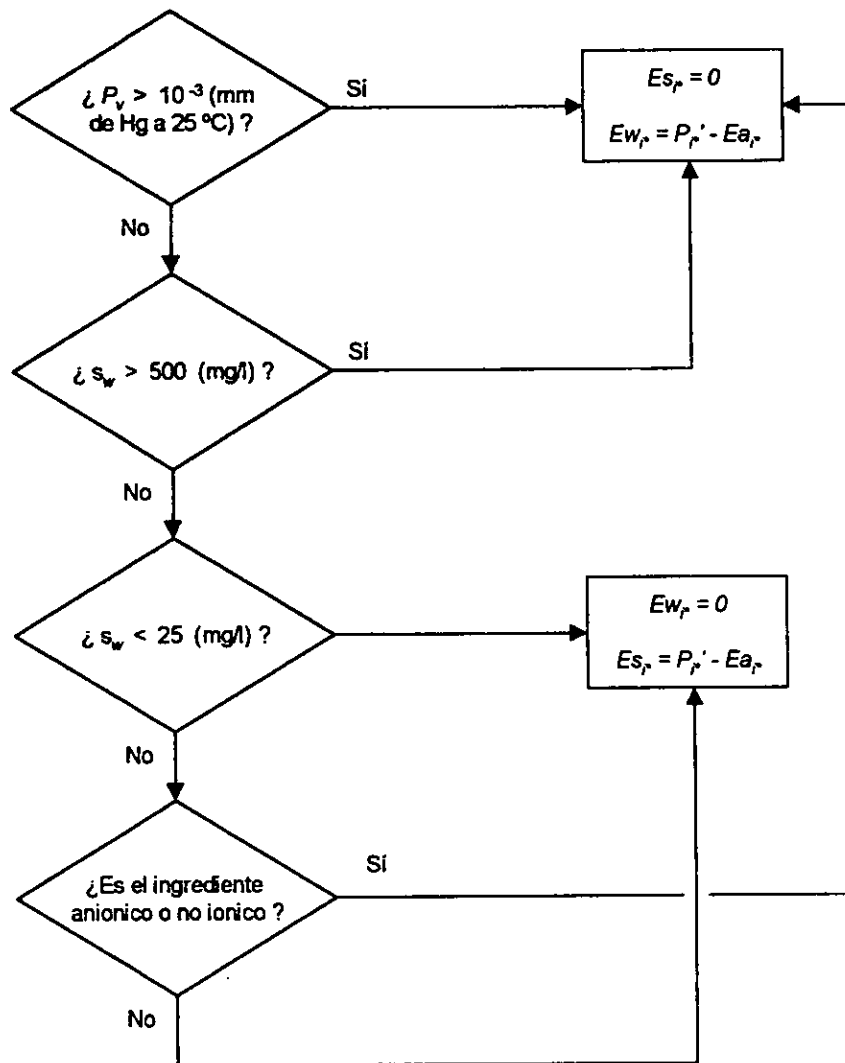 ¿ Pᵥ > 10⁻³ (mm
de Hg a 25 ºC) ?
Sí
Es_i* = 0
Ew_i* = P_i*' - Ea_i*
No
¿ s_w > 500 (mg/l) ?
Sí
No
¿ s_w < 25 (mg/l) ?
Ew_i* = 0
Es_i* = P_i*' - Ea_i*
No
¿Es el ingrediente
anionico o no ionico ?
Sí
No